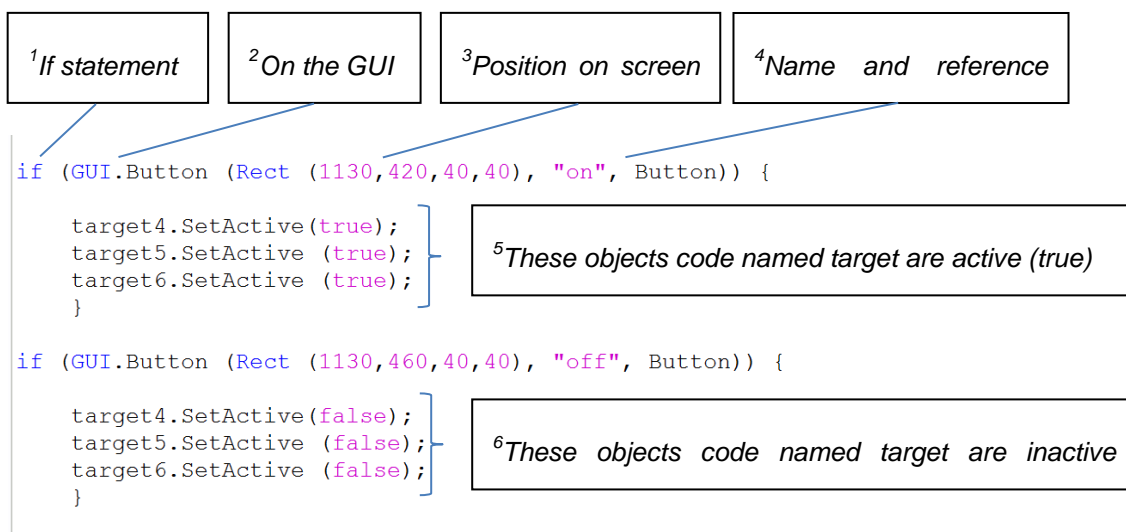 ¹If statement
²On the GUI
³Position on screen
⁴Name and reference
if (GUI.Button (Rect (1130,420,40,40), "on", Button)) {
target4.SetActive(true);
target5.SetActive (true);
target6.SetActive (true);
}
⁵These objects code named target are active (true)
if (GUI.Button (Rect (1130,460,40,40), "off", Button)) {
target4.SetActive(false);
target5.SetActive (false);
target6.SetActive (false);
}
⁶These objects code named target are inactive